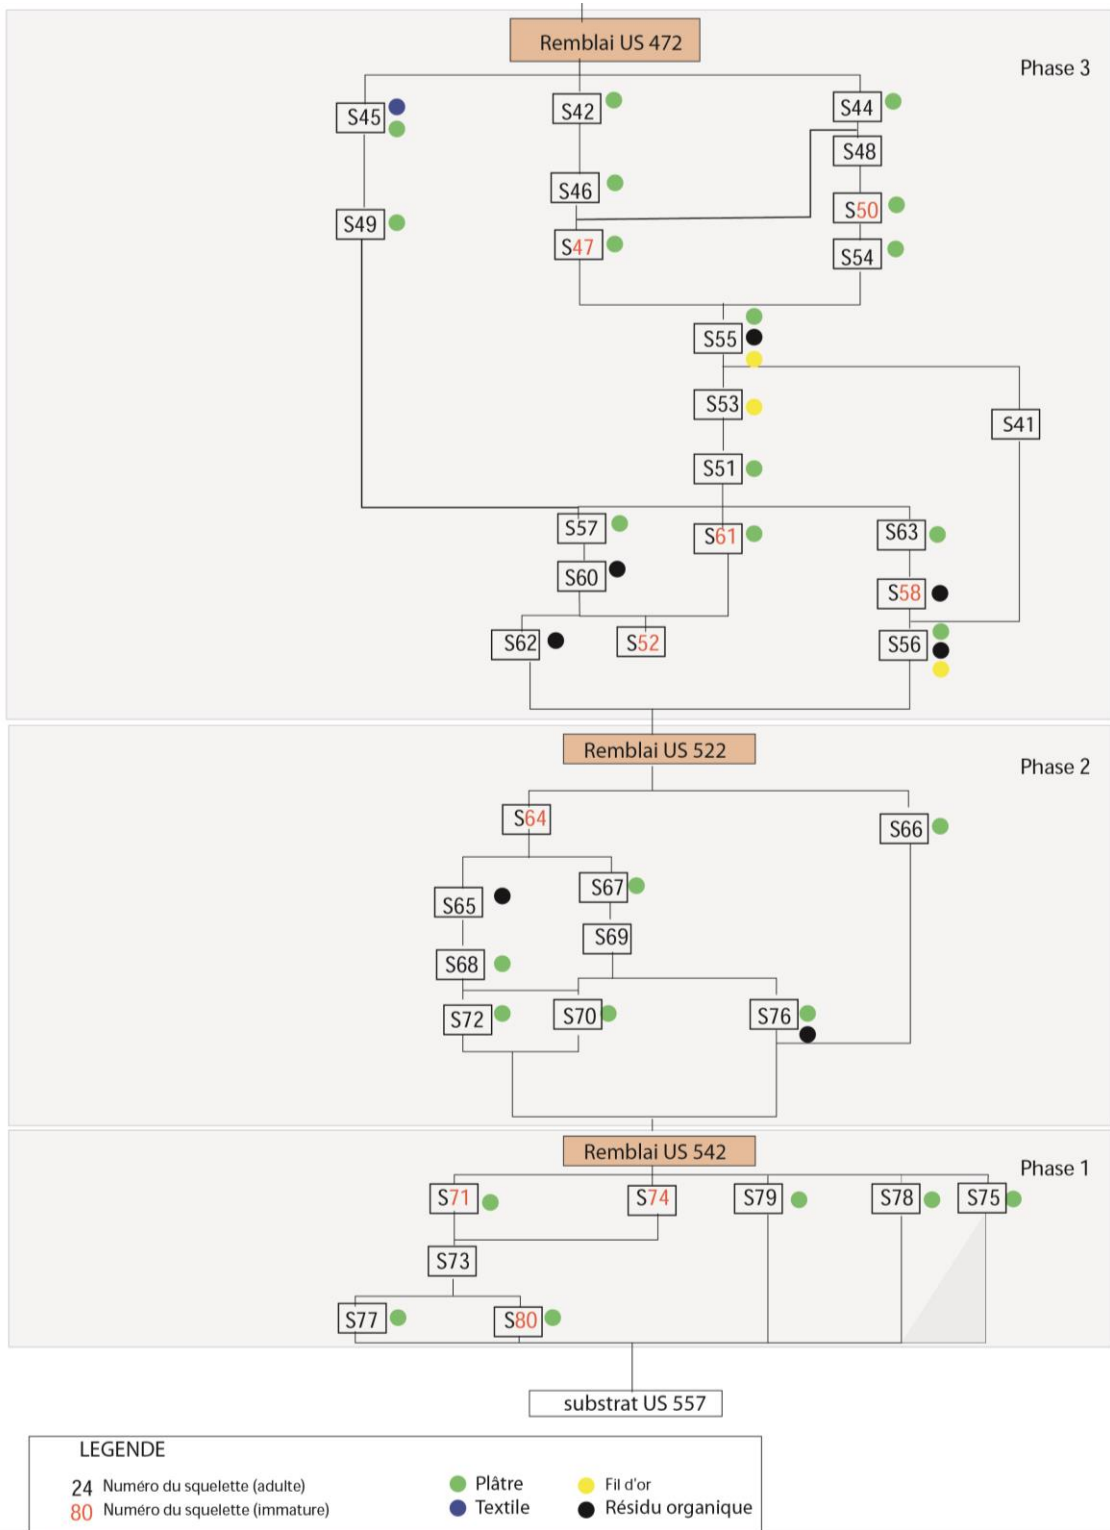 Remblai US 472
Phase 3
S45
S42
S44
S48
S46
S50
S49
S47
S54
S55
S53
S41
S51
S57
S61
S63
S60
S58
S62
S52
S56
Remblai US 522
Phase 2
S64
S66
S65
S67
S69
S68
S72
S70
S76
Remblai US 542
Phase 1
S71
S74
S79
S78
S75
S73
S77
S80
substrat US 557
LEGENDE
24 Numéro du squelette (adulte)
80 Numéro du squelette (immature)
Plâtre
Textile
Fil d'or
Résidu organique